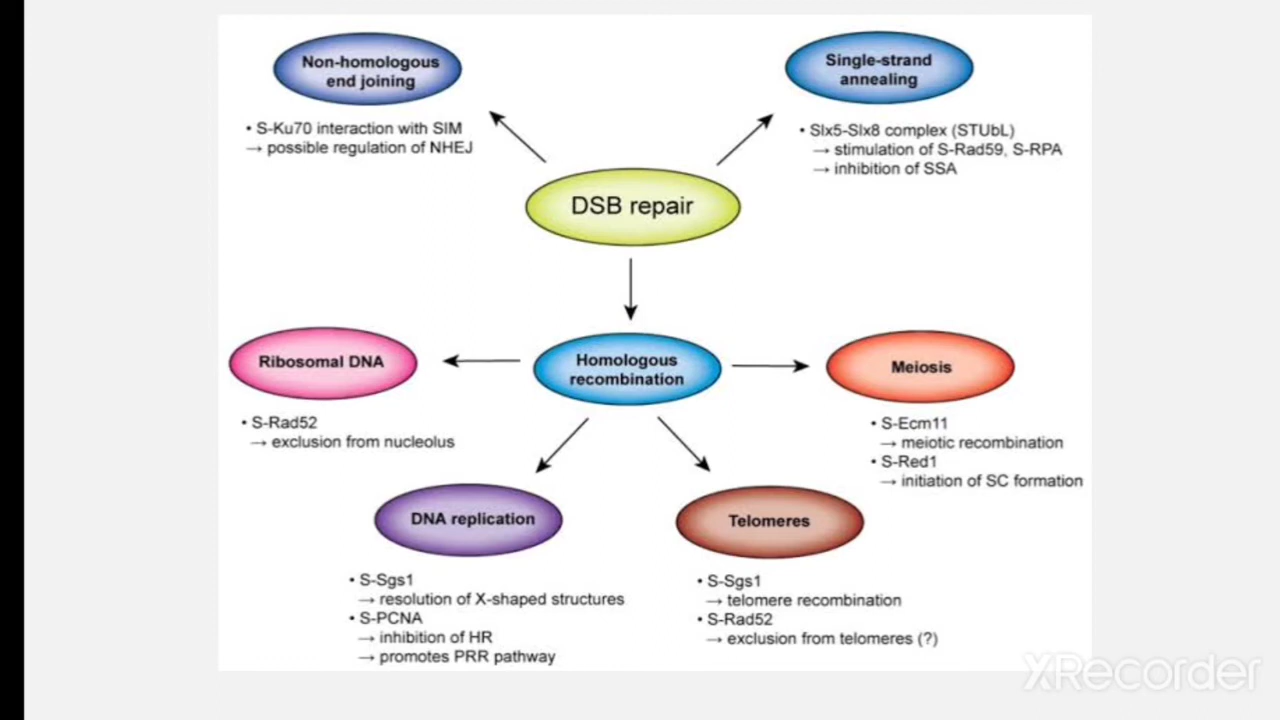 Non-homologous
end joining
• S-Ku70 interaction with SIM
→ possible regulation of NHEJ
Single-strand
annealing
• Slx5-Slx8 complex (STUbL)
→ stimulation of S-Rad59, S-RPA
→ inhibition of SSA
DSB repair
Ribosomal DNA
• S-Rad52
→ exclusion from nucleolus
Homologous
recombination
Meiosis
• S-Ecm11
→ meiotic recombination
• S-Red1
→ initiation of SC formation
DNA replication
• S-Sgs1
→ resolution of X-shaped structures
• S-PCNA
→ inhibition of HR
→ promotes PRR pathway
Telomeres
• S-Sgs1
→ telomere recombination
• S-Rad52
→ exclusion from telomeres (?)
XRecorder